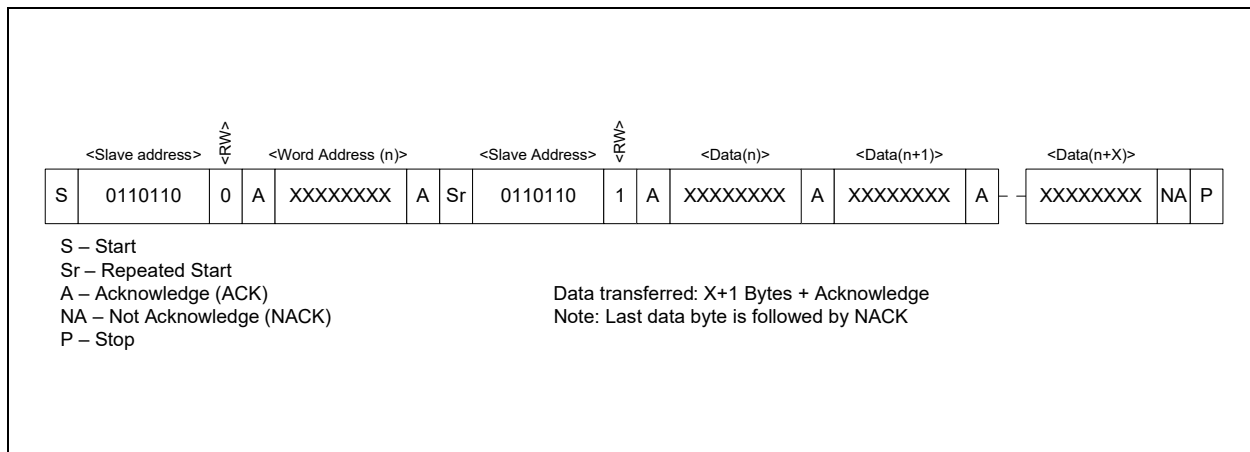 <Slave address> <RW> <Word Address (n)> <Slave Address> <RW> <Data(n)> <Data(n+1)> <Data(n+X)>
S 0110110 0 A XXXXXXXX A Sr 0110110 1 A XXXXXXXX A XXXXXXXX A XXXXXXXX NA P
S – Start
Sr – Repeated Start
A – Acknowledge (ACK)
NA – Not Acknowledge (NACK)
P – Stop
Data transferred: X+1 Bytes + Acknowledge
Note: Last data byte is followed by NACK